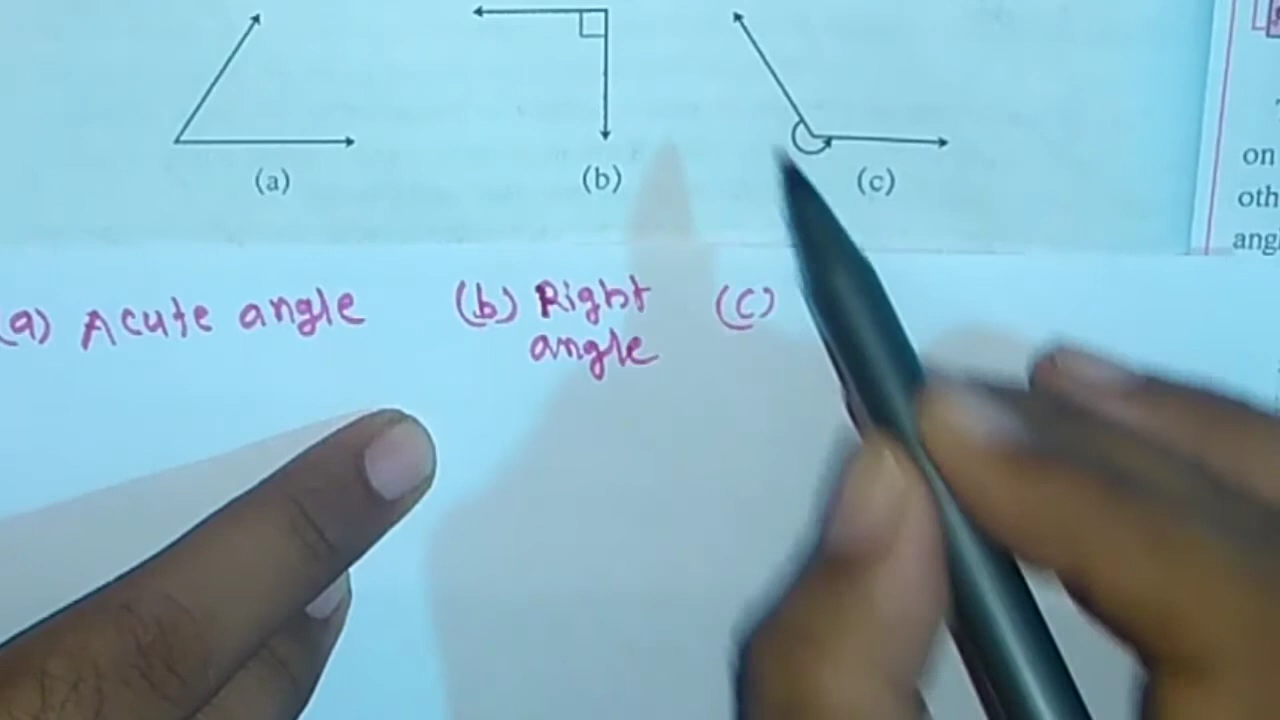 (a) (b) (c)
on
oth
ang
(a) Acute angle (b) Right (c)
angle